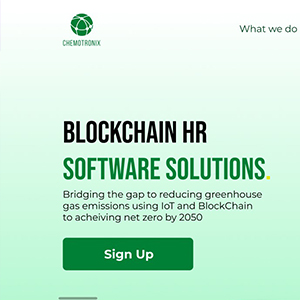 CHEMOTRONIX
What we do
BLOCKCHAIN HR
SOFTWARE SOLUTIONS.
Bridging the gap to reducing greenhouse
gas emissions using IoT and BlockChain
to acheiving net zero by 2050
Sign Up